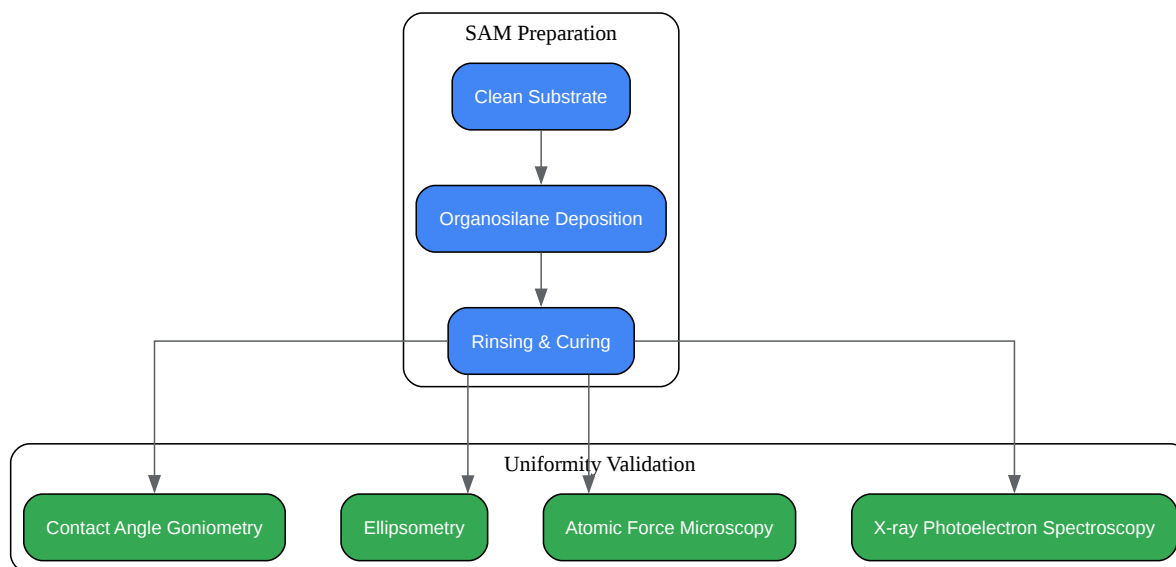 SAM Preparation
Clean Substrate
Organosilane Deposition
Rinsing & Curing
Uniformity Validation
Contact Angle Goniometry
Ellipsometry
Atomic Force Microscopy
X-ray Photoelectron Spectroscopy